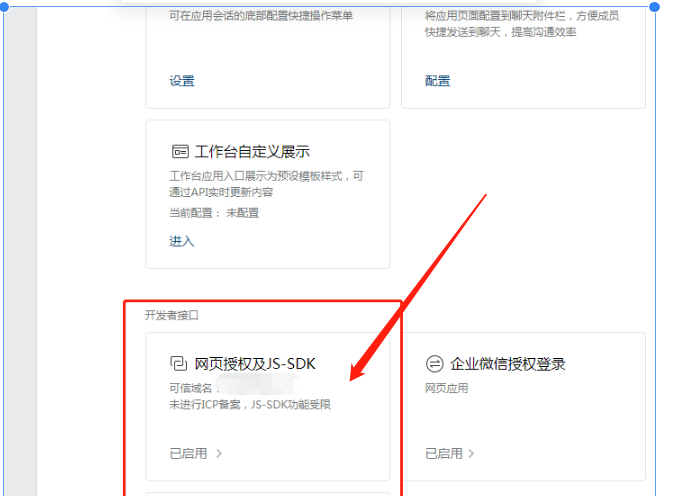 可在应用会话的底部配置快捷操作菜单
将应用页面配置到聊天附件栏，方便成员
快捷发送到聊天，提高沟通效率
设置
配置
工作台自定义展示
工作台应用入口展示为预设模板样式，可
通过API实时更新内容
当前配置： 未配置
进入
开发者接口
网页授权及JS-SDK
可信域名：
未进行ICP备案，JS-SDK功能受限
已启用
企业微信授权登录
网页应用
已启用